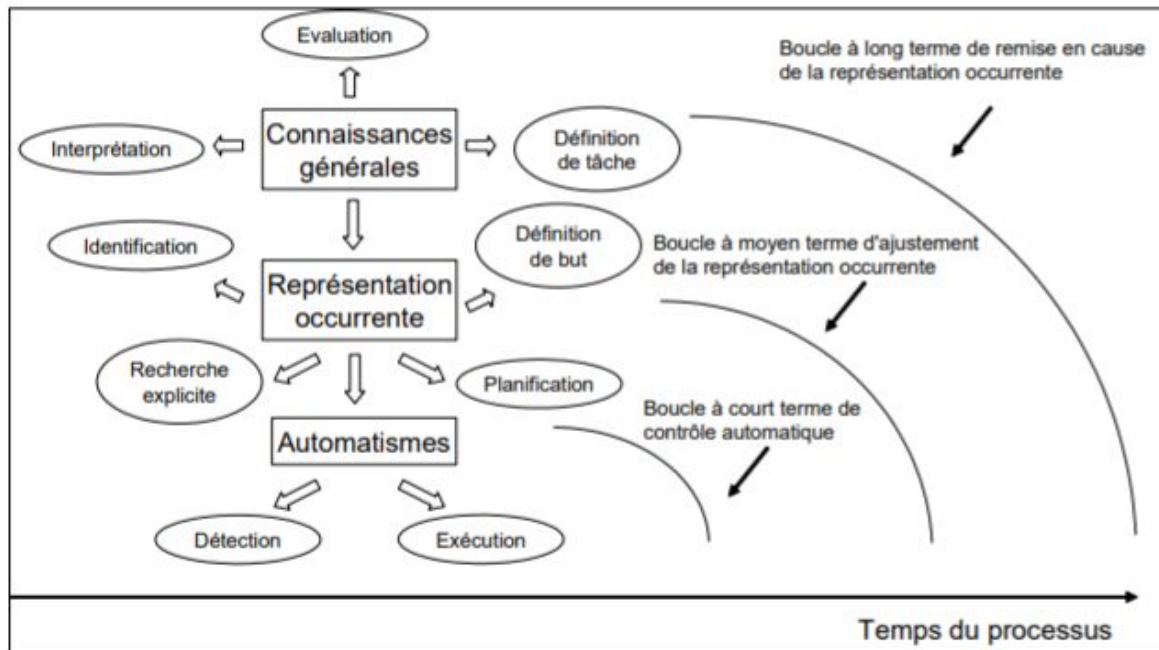 Evaluation
Boucle à long terme de remise en cause
de la représentation occurrente
Connaissances
générales
Interprétation
Définition
de tâche
Identification
Définition
de but
Boucle à moyen terme d'ajustement
de la représentation occurrente
Représentation
occurrente
Recherche
explicite
Planification
Boucle à court terme de
contrôle automatique
Automatismes
Détection
Exécution
Temps du processus